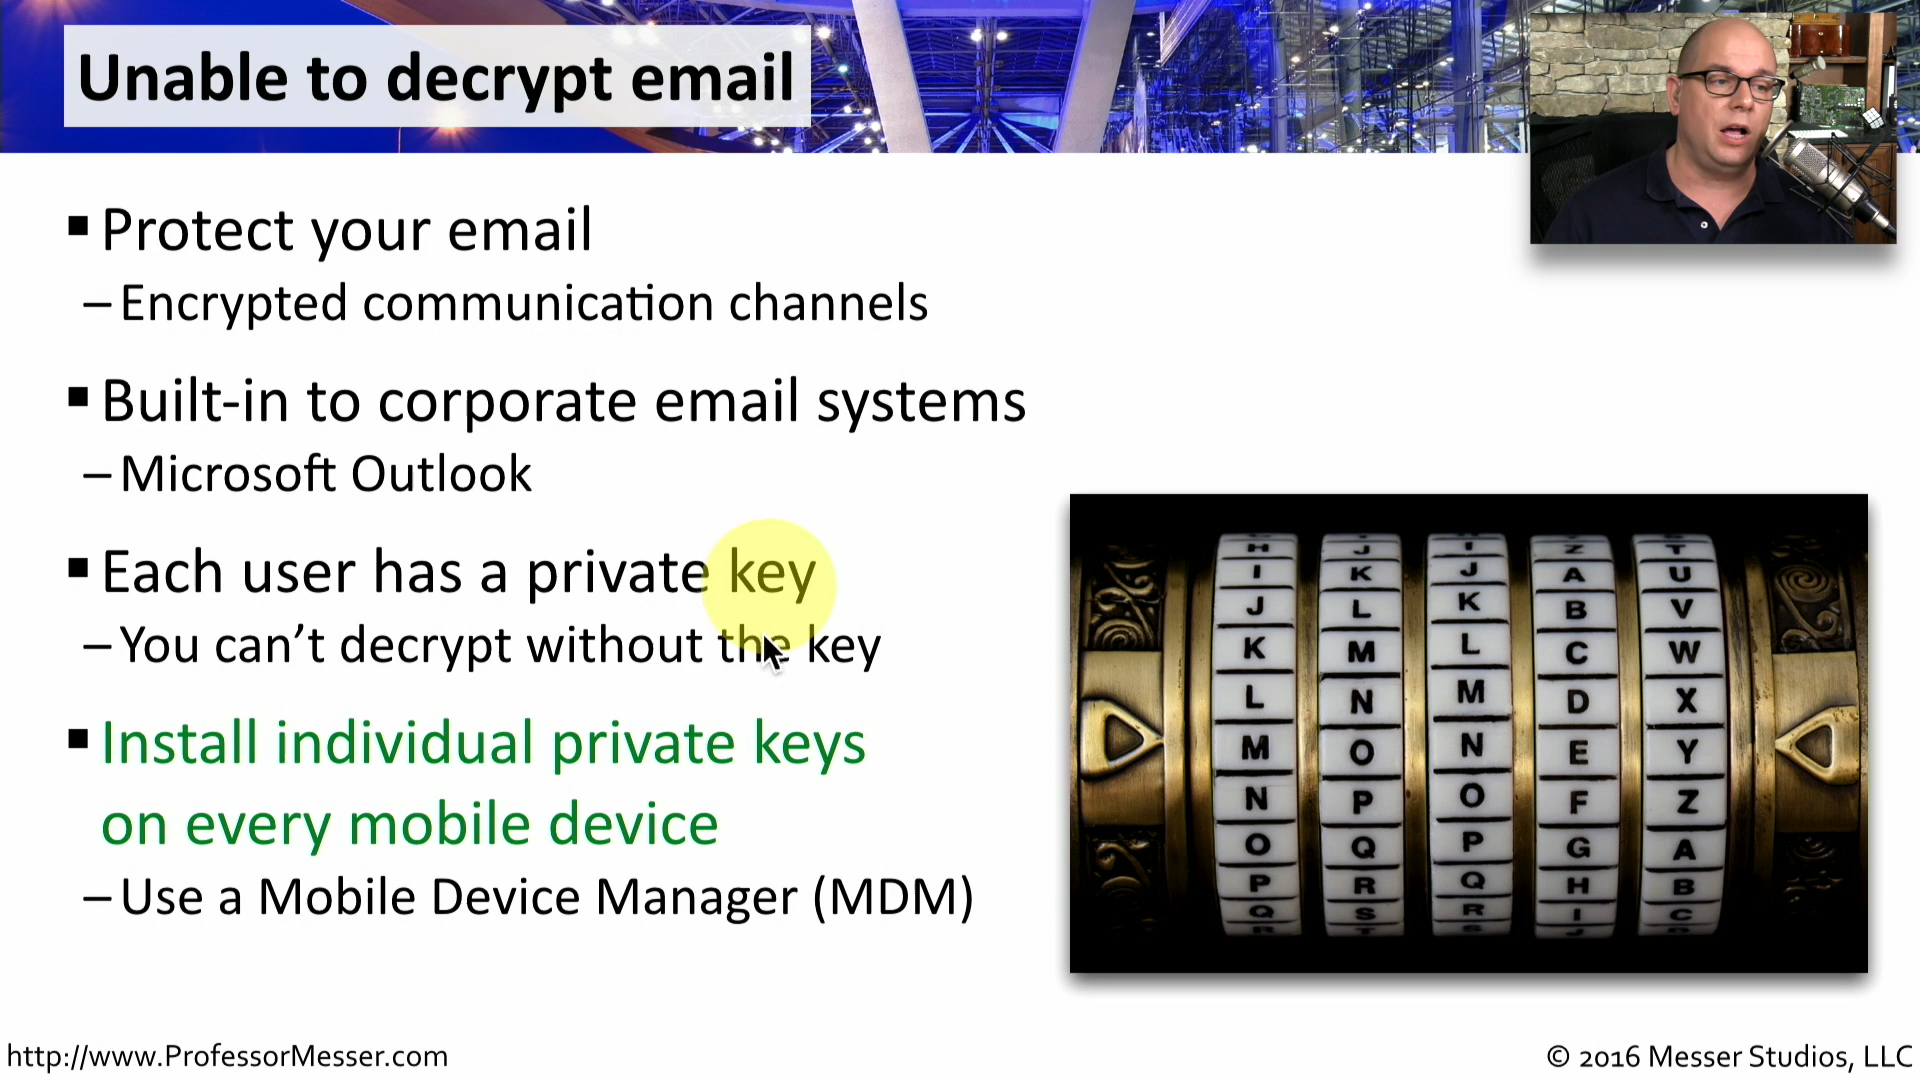 Unable to decrypt email
▪ Protect your email
– Encrypted communication channels
▪ Built-in to corporate email systems
– Microsoft Outlook
▪ Each user has a private key
– You can't decrypt without the key
▪ Install individual private keys
on every mobile device
– Use a Mobile Device Manager (MDM)
H J I Z T
I K J A U
J L K B V
K M L C W
L N M D X
M O N E Y
N P O F Z
O Q P G A
P R Q H B
Q S R I C
R T S J D
http://www.ProfessorMesser.com
© 2016 Messer Studios, LLC